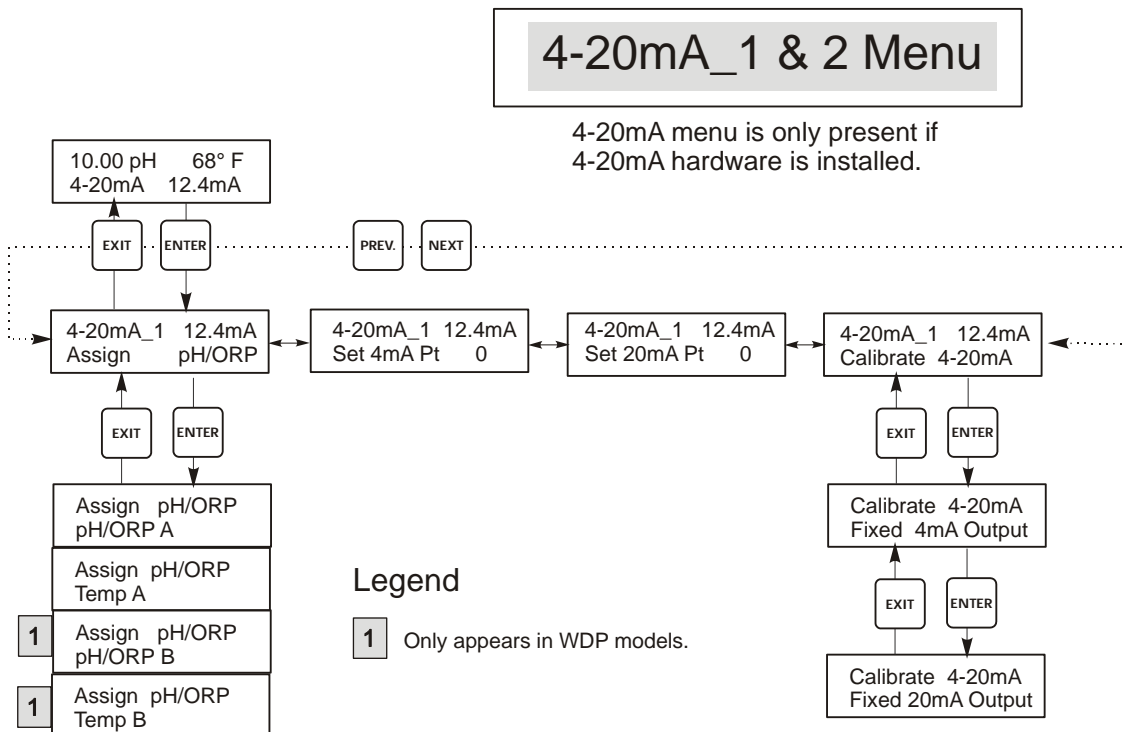 4-20mA_1 & 2 Menu
4-20mA menu is only present if
4-20mA hardware is installed.
10.00 pH 68° F
4-20mA 12.4mA
EXIT
ENTER
PREV.
NEXT
4-20mA_1 12.4mA
Assign pH/ORP
4-20mA_1 12.4mA
Set 4mA Pt 0
4-20mA_1 12.4mA
Set 20mA Pt 0
4-20mA_1 12.4mA
Calibrate 4-20mA
EXIT
ENTER
EXIT
ENTER
Assign pH/ORP
pH/ORP A
Assign pH/ORP
Temp A
1
Assign pH/ORP
pH/ORP B
1
Assign pH/ORP
Temp B
Legend
1 Only appears in WDP models.
Calibrate 4-20mA
Fixed 4mA Output
EXIT
ENTER
Calibrate 4-20mA
Fixed 20mA Output